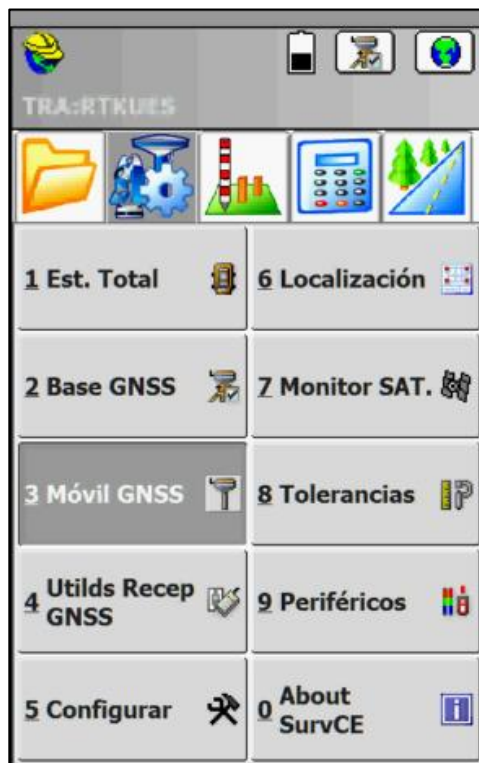 TRA:RTKUES
1 Est. Total
6 Localización
2 Base GNSS
7 Monitor SAT.
3 Móvil GNSS
8 Tolerancias
4 Utilds Recep
GNSS
9 Periféricos
5 Configurar
0 About
SurvCE